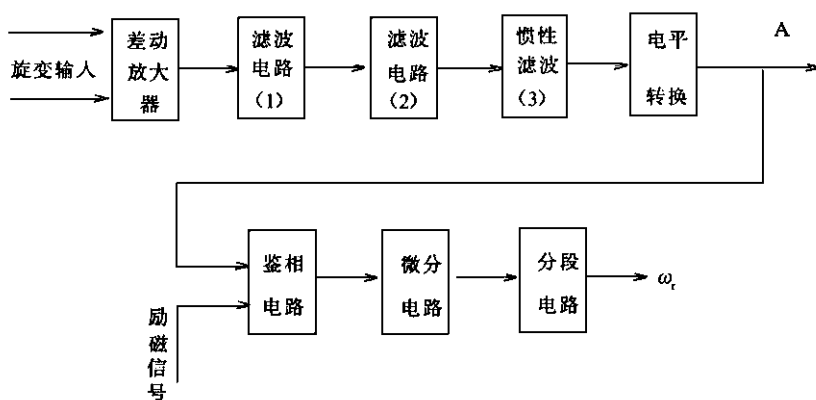 旋变输入
差动
放大
器
滤波
电路
(1)
滤波
电路
(2)
惯性
滤波
(3)
电平
转换
A
励
磁
信
号
鉴相
电路
微分
电路
分段
电路
ωr